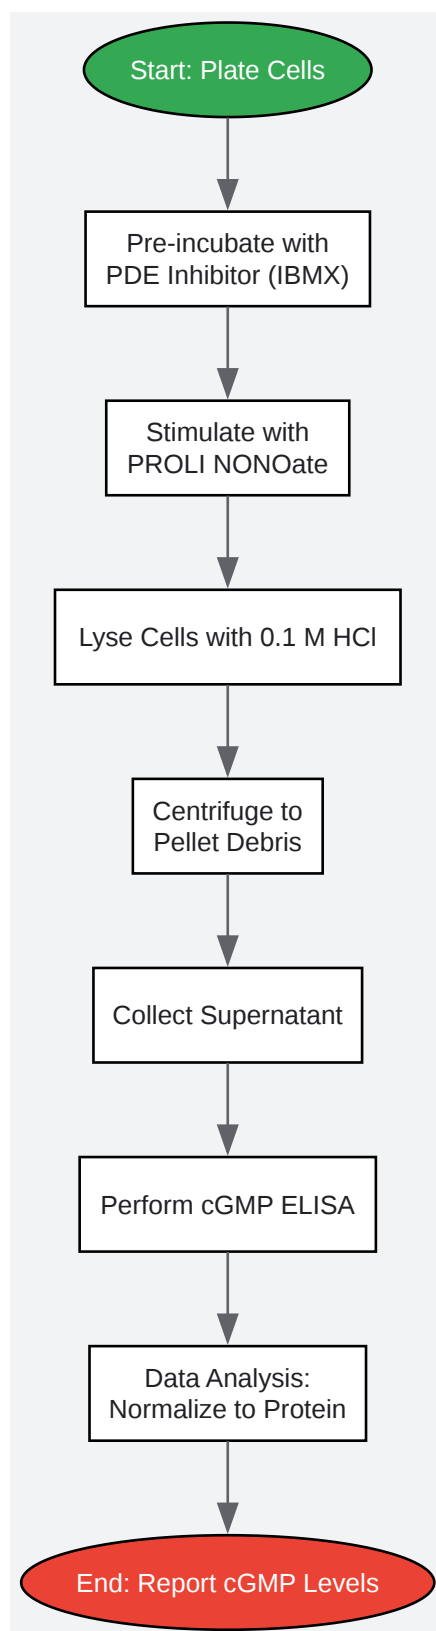 Start: Plate Cells
Pre-incubate with
PDE Inhibitor (IBMX)
Stimulate with
PROLI NONOate
Lyse Cells with 0.1 M HCl
Centrifuge to
Pellet Debris
Collect Supernatant
Perform cGMP ELISA
Data Analysis:
Normalize to Protein
End: Report cGMP Levels